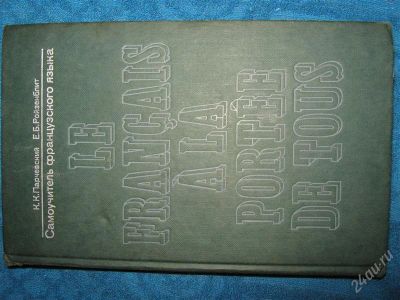 К.К.Парчевский Е.Б.Ройзенблит
Самоучитель французского языка
LE
FRANÇAIS
À LA
PORTÉE
DE TOUS
24au.ru